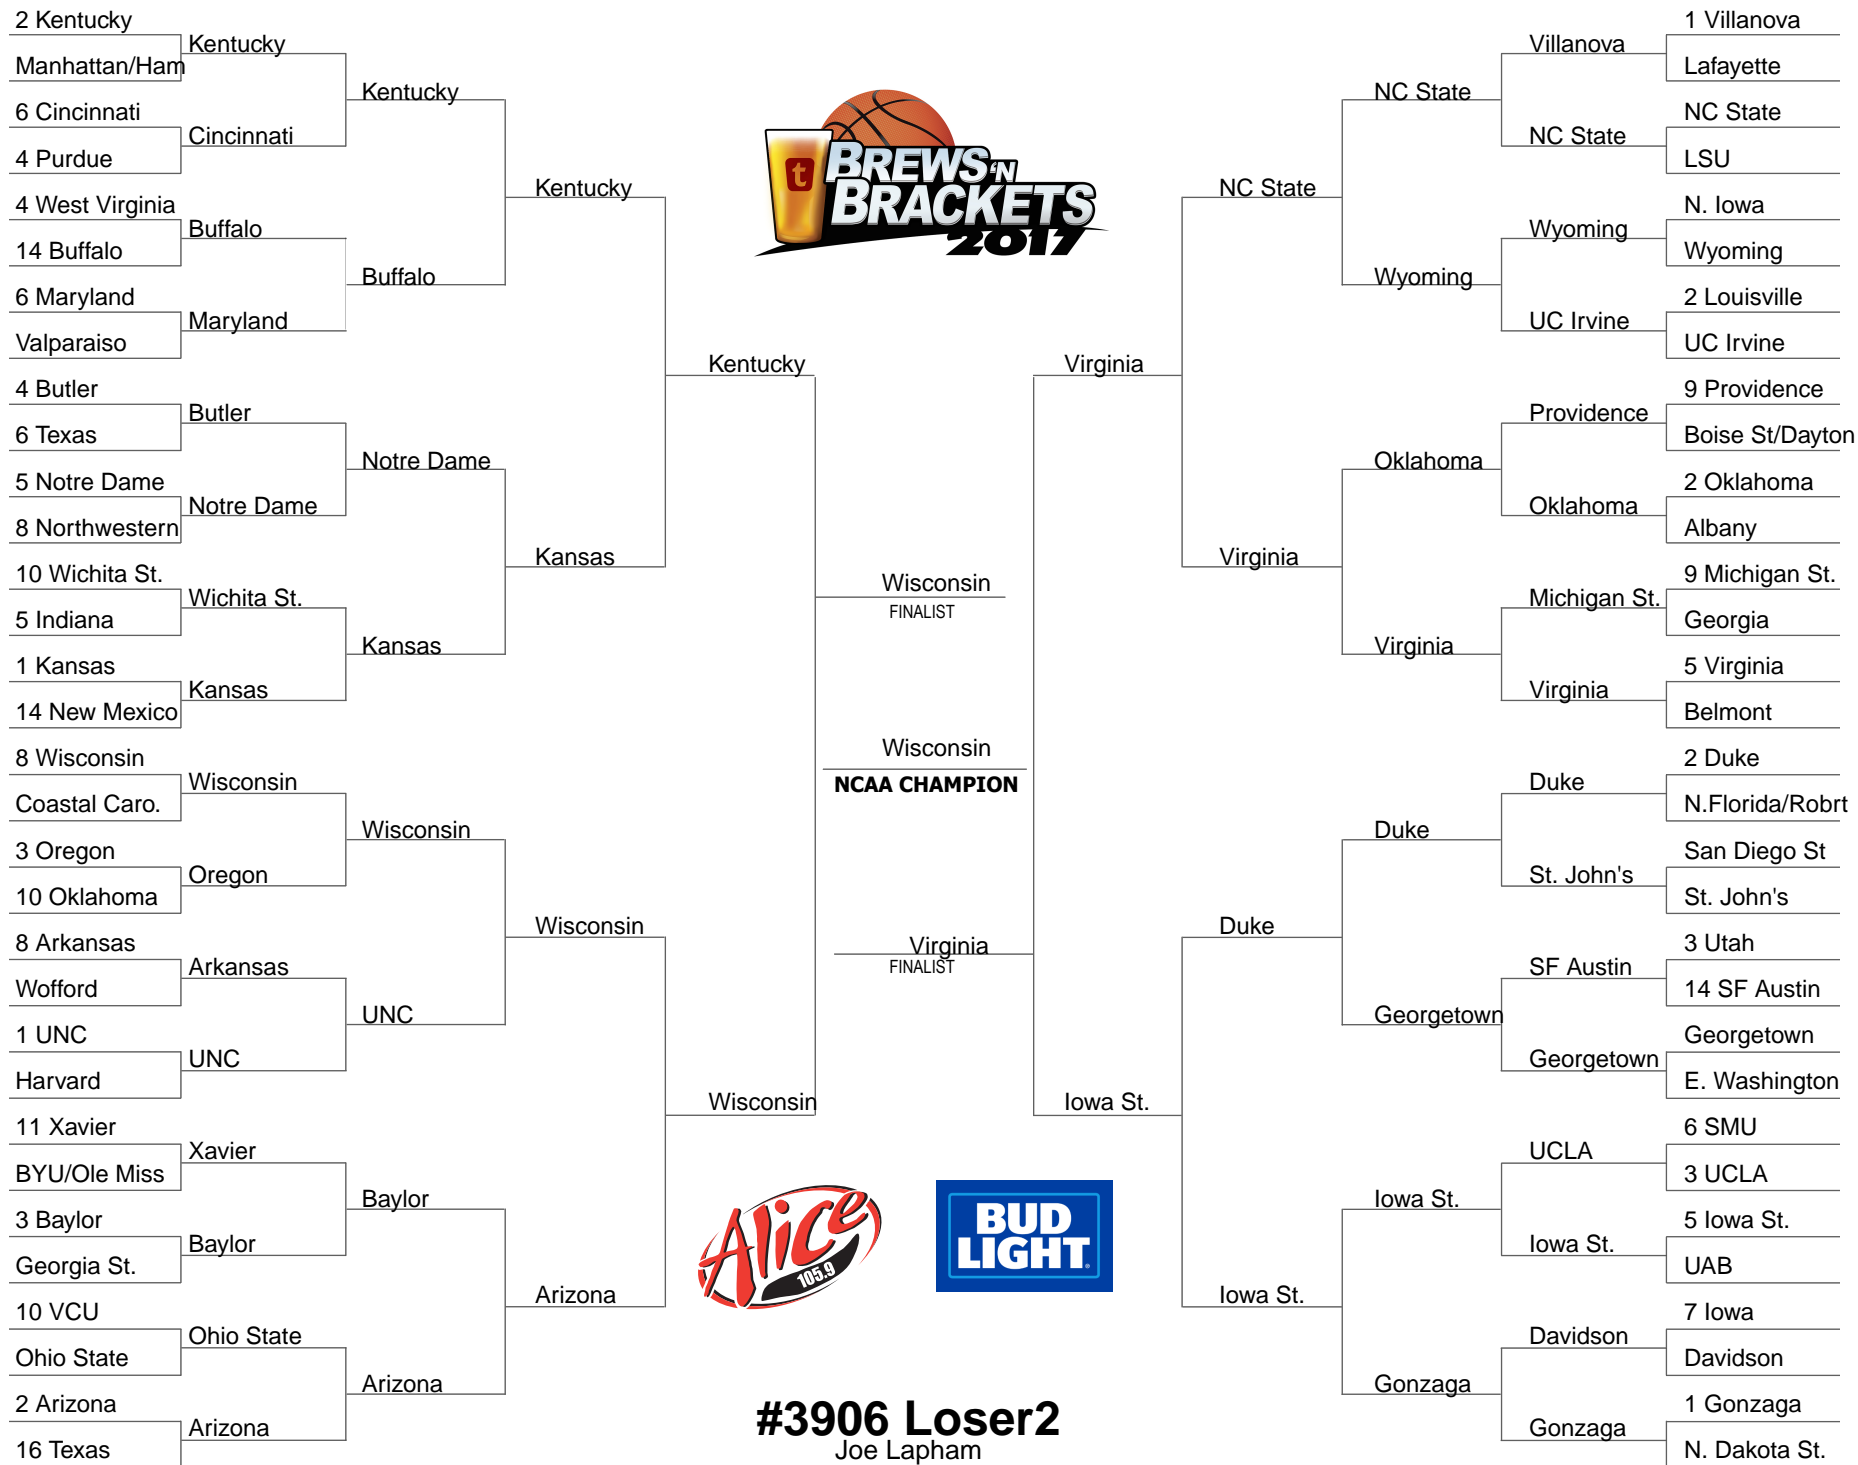 2 Kentucky
Manhattan/Ham
6 Cincinnati
4 Purdue
4 West Virginia
14 Buffalo
6 Maryland
Valparaiso
4 Butler
6 Texas
5 Notre Dame
8 Northwestern
10 Wichita St.
5 Indiana
1 Kansas
14 New Mexico
8 Wisconsin
Coastal Caro.
3 Oregon
10 Oklahoma
8 Arkansas
Wofford
1 UNC
Harvard
11 Xavier
BYU/Ole Miss
3 Baylor
Georgia St.
10 VCU
Ohio State
2 Arizona
16 Texas
Kentucky
Cincinnati
Buffalo
Maryland
Butler
Notre Dame
Wichita St.
Kansas
Wisconsin
Oregon
Arkansas
UNC
Xavier
Baylor
Ohio State
Arizona
Kentucky
Buffalo
Notre Dame
Kansas
Wisconsin
UNC
Baylor
Arizona
Kentucky
Kansas
Wisconsin
Arizona
Kentucky
Wisconsin
t
BREWS 'N
BRACKETS
2017
Wisconsin
FINALIST
Wisconsin
NCAA CHAMPION
Virginia
FINALIST
Alice
105.9
BUD
LIGHT
#3906 Loser2
Joe Lapham
Virginia
Iowa St.
NC State
Virginia
Duke
Iowa St.
NC State
Wyoming
Oklahoma
Virginia
Duke
Georgetown
Iowa St.
Gonzaga
Villanova
NC State
Wyoming
UC Irvine
Providence
Oklahoma
Michigan St.
Virginia
Duke
St. John's
SF Austin
Georgetown
UCLA
Iowa St.
Davidson
Gonzaga
1 Villanova
Lafayette
NC State
LSU
N. Iowa
Wyoming
2 Louisville
UC Irvine
9 Providence
Boise St/Dayton
2 Oklahoma
Albany
9 Michigan St.
Georgia
5 Virginia
Belmont
2 Duke
N.Florida/Robrt
San Diego St
St. John's
3 Utah
14 SF Austin
Georgetown
E. Washington
6 SMU
3 UCLA
5 Iowa St.
UAB
7 Iowa
Davidson
1 Gonzaga
N. Dakota St.